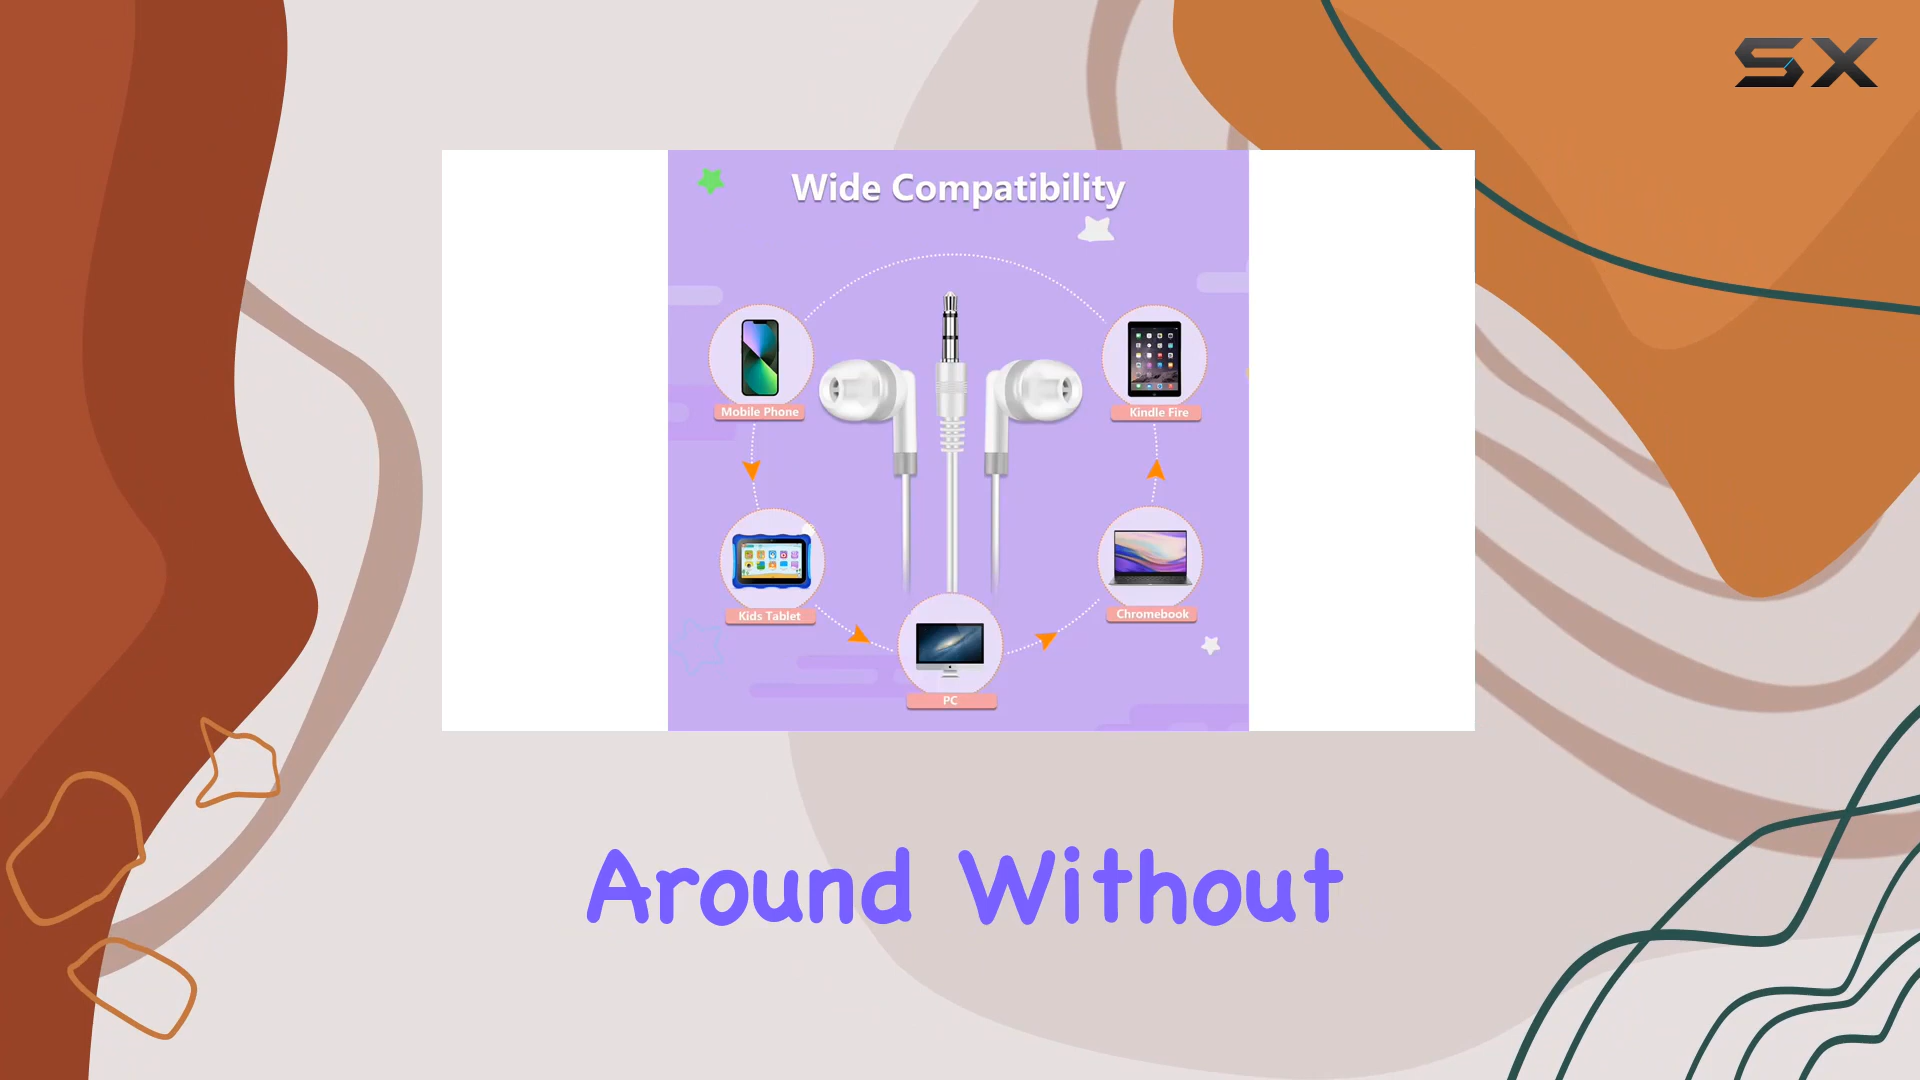 SX
Wide Compatibility
Mobile Phone
Kindle Fire
Kids Tablet
Chromebook
PC
Around Without